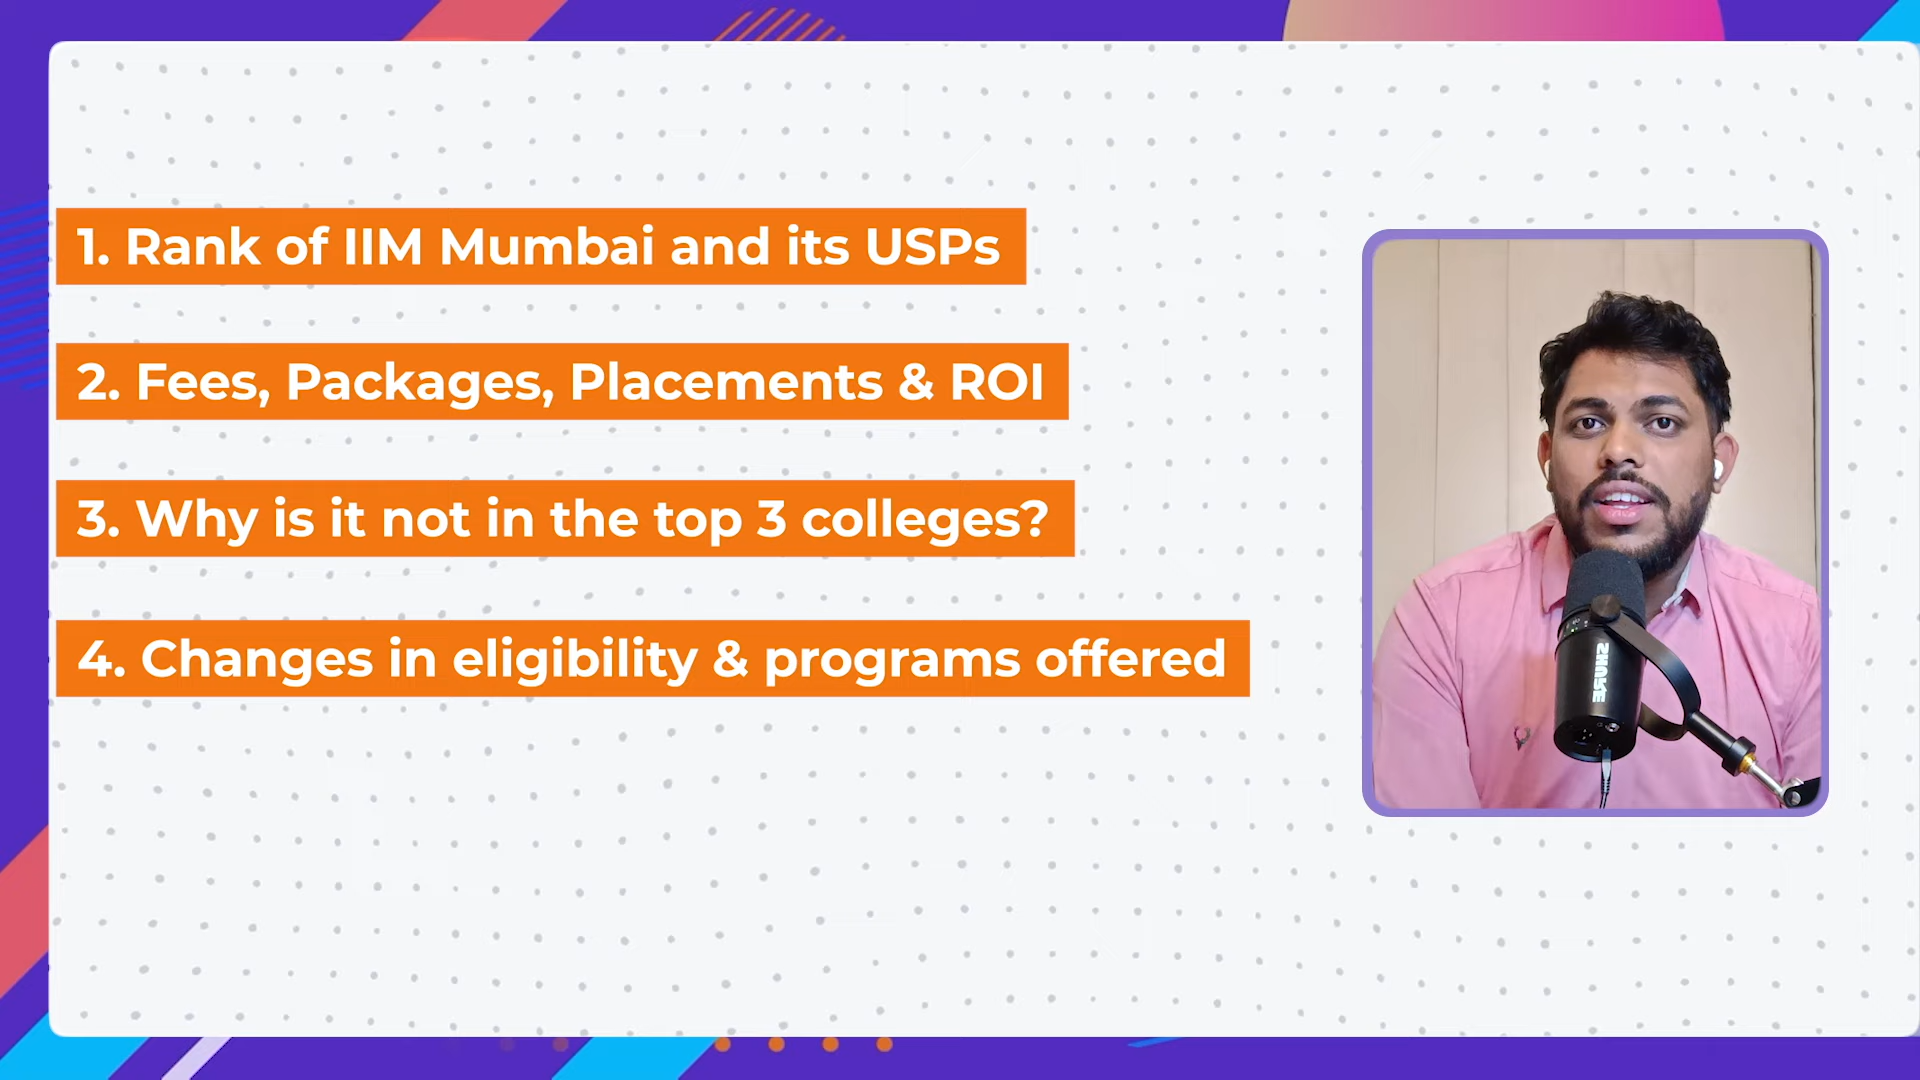 1. Rank of IIM Mumbai and its USPs
2. Fees, Packages, Placements & ROI
3. Why is it not in the top 3 colleges?
4. Changes in eligibility & programs offered
SHURE